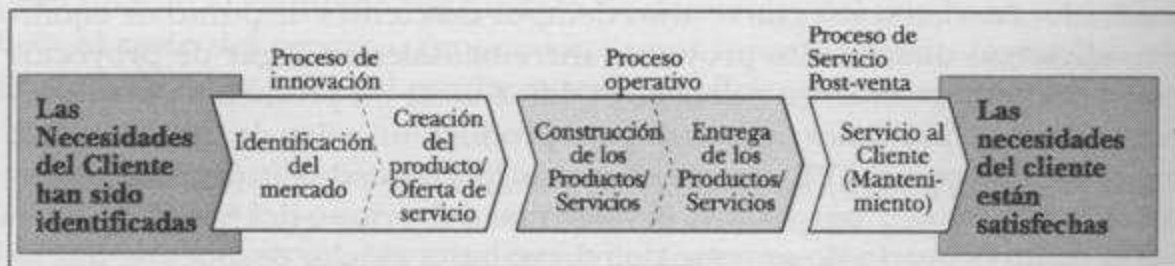 Proceso de
innovación
Proceso
operativo
Proceso de
Servicio
Post-venta
Las
Necesidades
del Cliente
han sido
identificadas
Identificación
del
mercado
Creación
del
producto/
Oferta de
servicio
Construcción
de los
Productos/
Servicios
Entrega
de los
Productos/
Servicios
Servicio al
Cliente
(Manteni-
miento)
Las
necesidades
del cliente
están
satisfechas